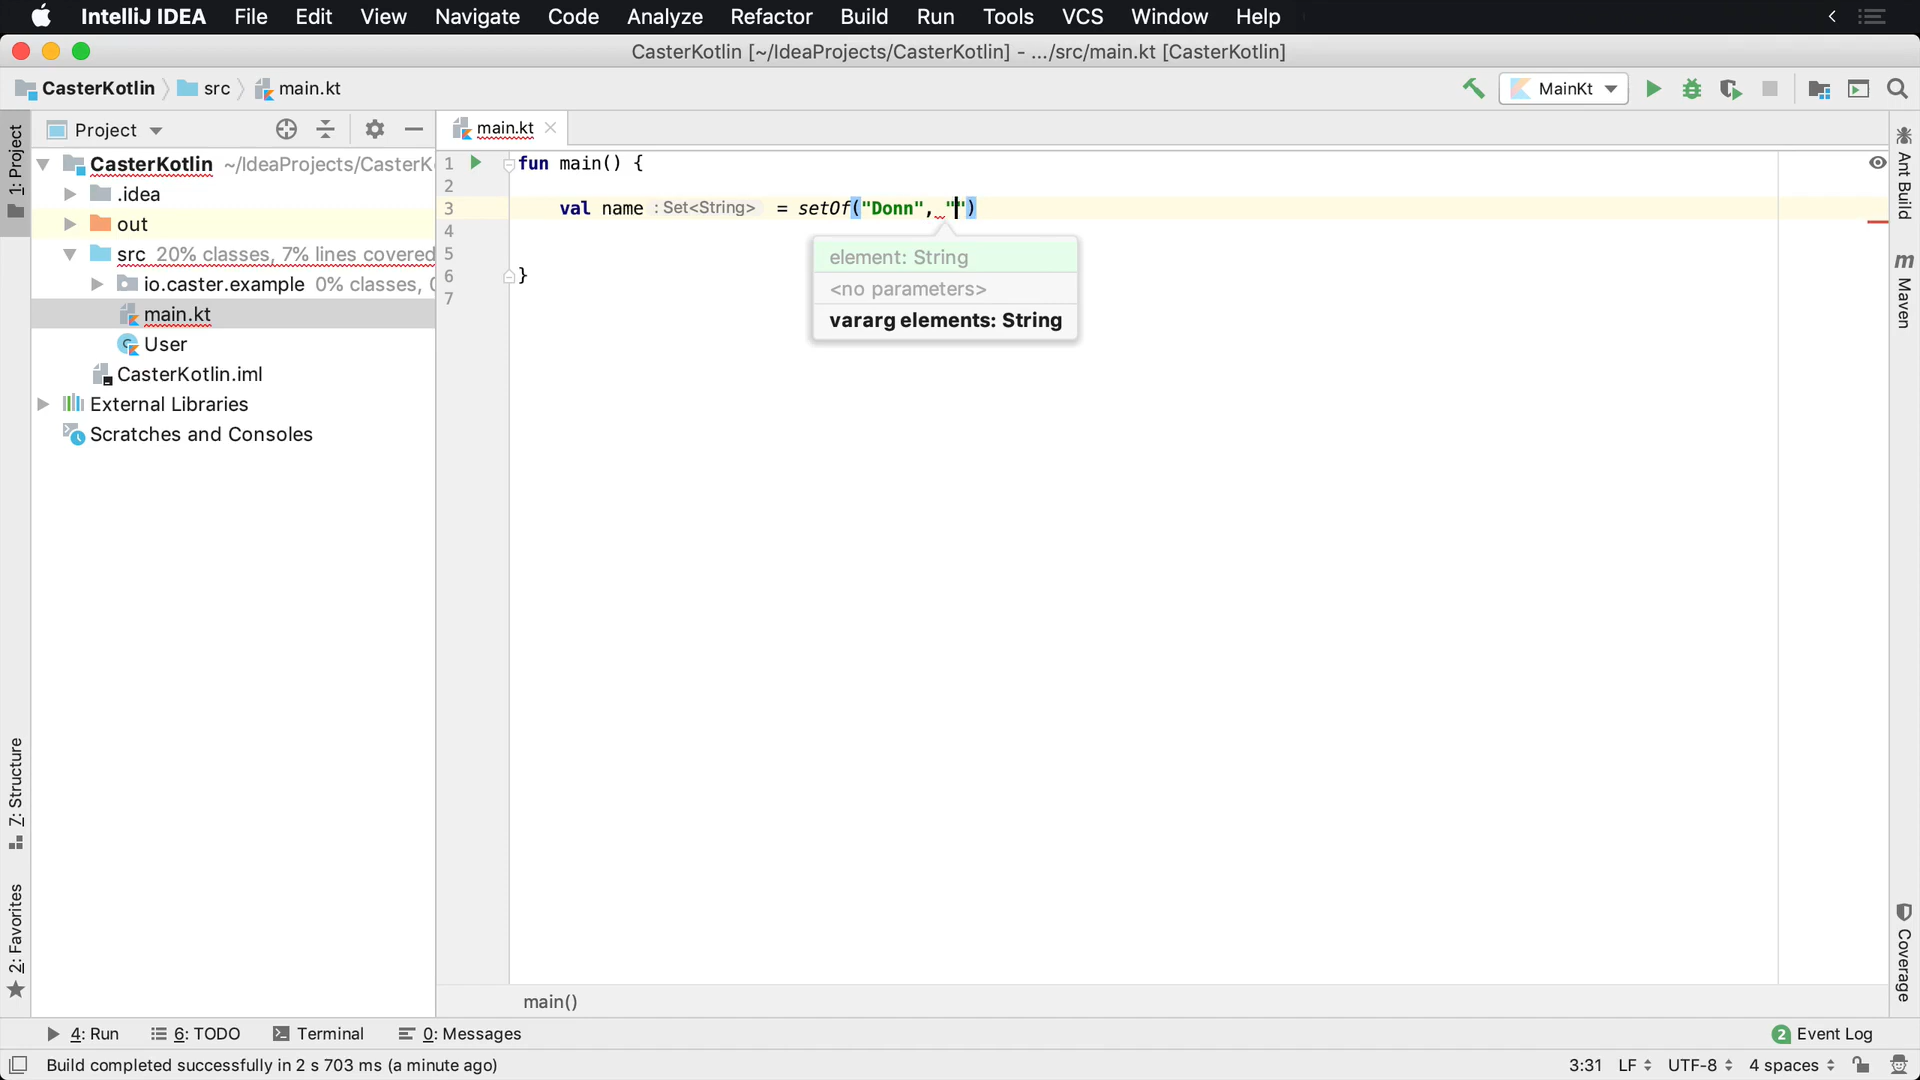 IntelliJ IDEA File Edit View Navigate Code Analyze Refactor Build Run Tools VCS Window Help
CasterKotlin [~/IdeaProjects/CasterKotlin] - .../src/main.kt [CasterKotlin]
CasterKotlin src main.kt MainKt
1: Project
Project
main.kt
CasterKotlin ~/IdeaProjects/CasterK
.idea
out
src 20% classes, 7% lines covered
io.caster.example 0% classes, 0
main.kt
User
CasterKotlin.iml
External Libraries
Scratches and Consoles
1 fun main() {
2
3 val name : Set<String> = setOf("Donn", "")
4
5
6 }
7
element: String
<no parameters>
vararg elements: String
Ant Build
m Maven
Coverage
7: Structure
2: Favorites
main()
4: Run 6: TODO Terminal 0: Messages 2 Event Log
Build completed successfully in 2 s 703 ms (a minute ago) 3:31 LF UTF-8 4 spaces